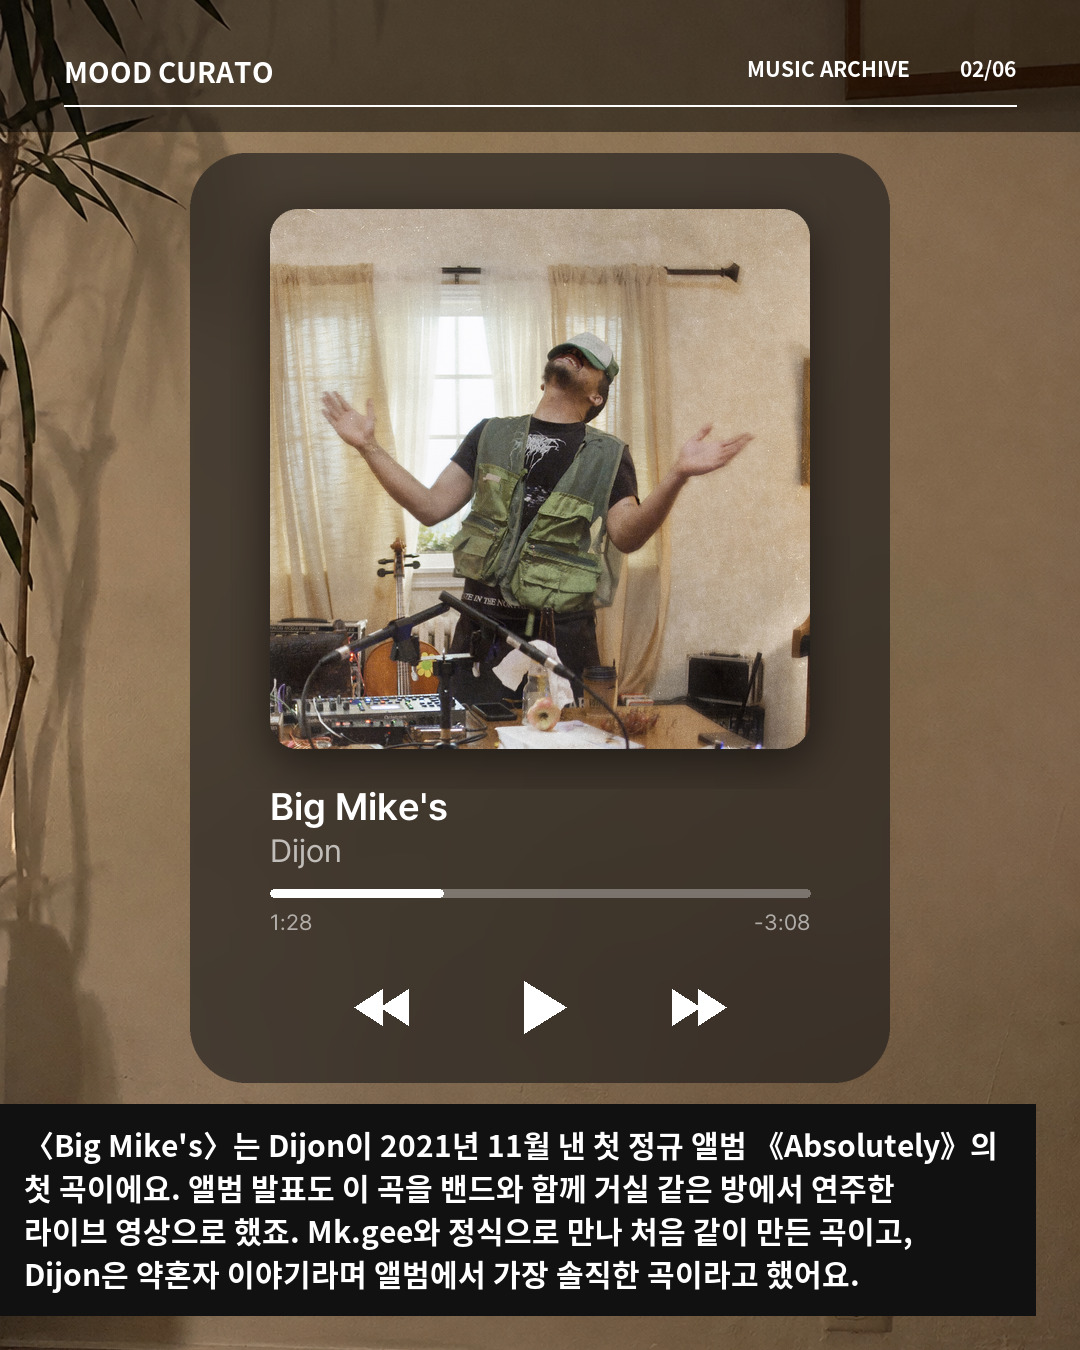 MOOD CURATO
MUSIC ARCHIVE 02/06
Big Mike's
Dijon
1:28 -3:08
〈Big Mike's〉는 Dijon이 2021년 11월 낸 첫 정규 앨범 《Absolutely》의
첫 곡이에요. 앨범 발표도 이 곡을 밴드와 함께 거실 같은 방에서 연주한
라이브 영상으로 했죠. Mk.gee와 정식으로 만나 처음 같이 만든 곡이고,
Dijon은 약혼자 이야기라며 앨범에서 가장 솔직한 곡이라고 했어요.